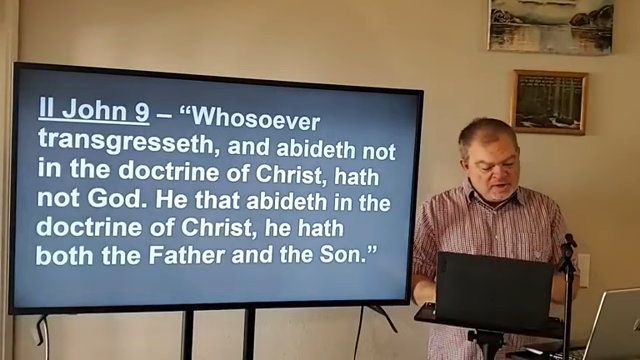 II John 9 – “Whosoever
transgresseth, and abideth not
in the doctrine of Christ, hath
not God. He that abideth in the
doctrine of Christ, he hath
both the Father and the Son.”